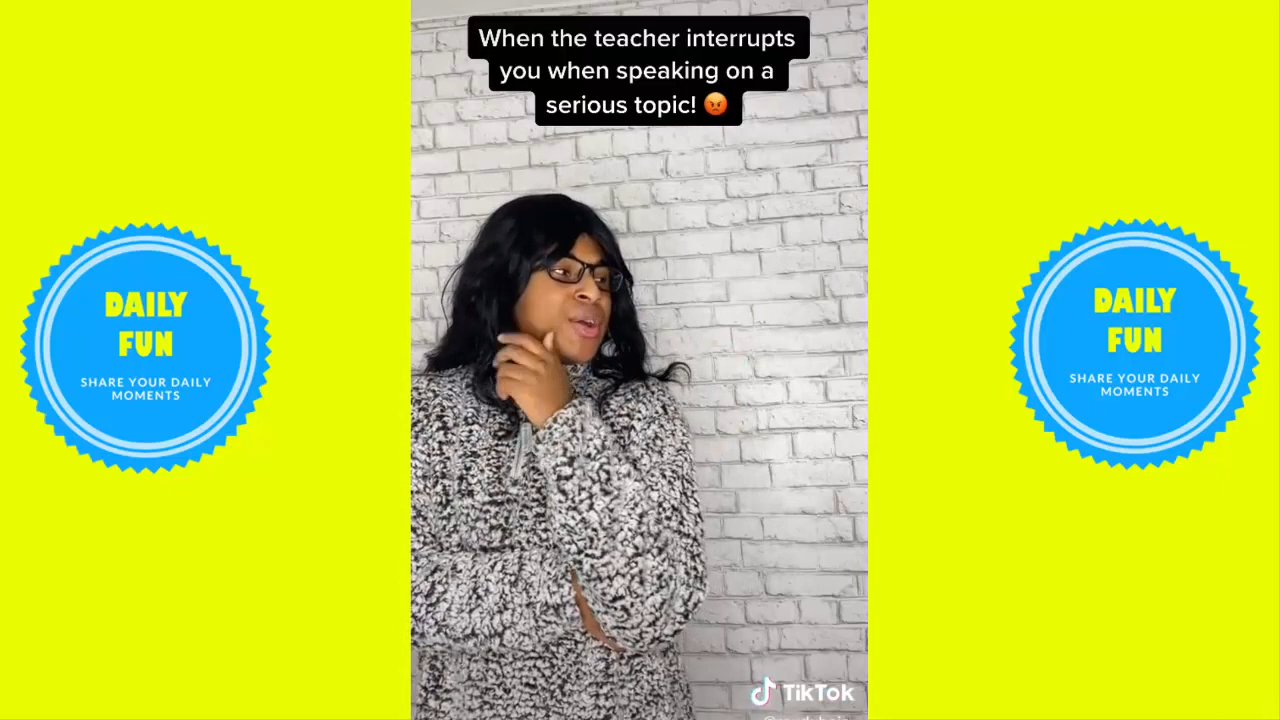 When the teacher interrupts
you when speaking on a
serious topic! 😡
DAILY
FUN
SHARE YOUR DAILY
MOMENTS
DAILY
FUN
SHARE YOUR DAILY
MOMENTS
TikTok